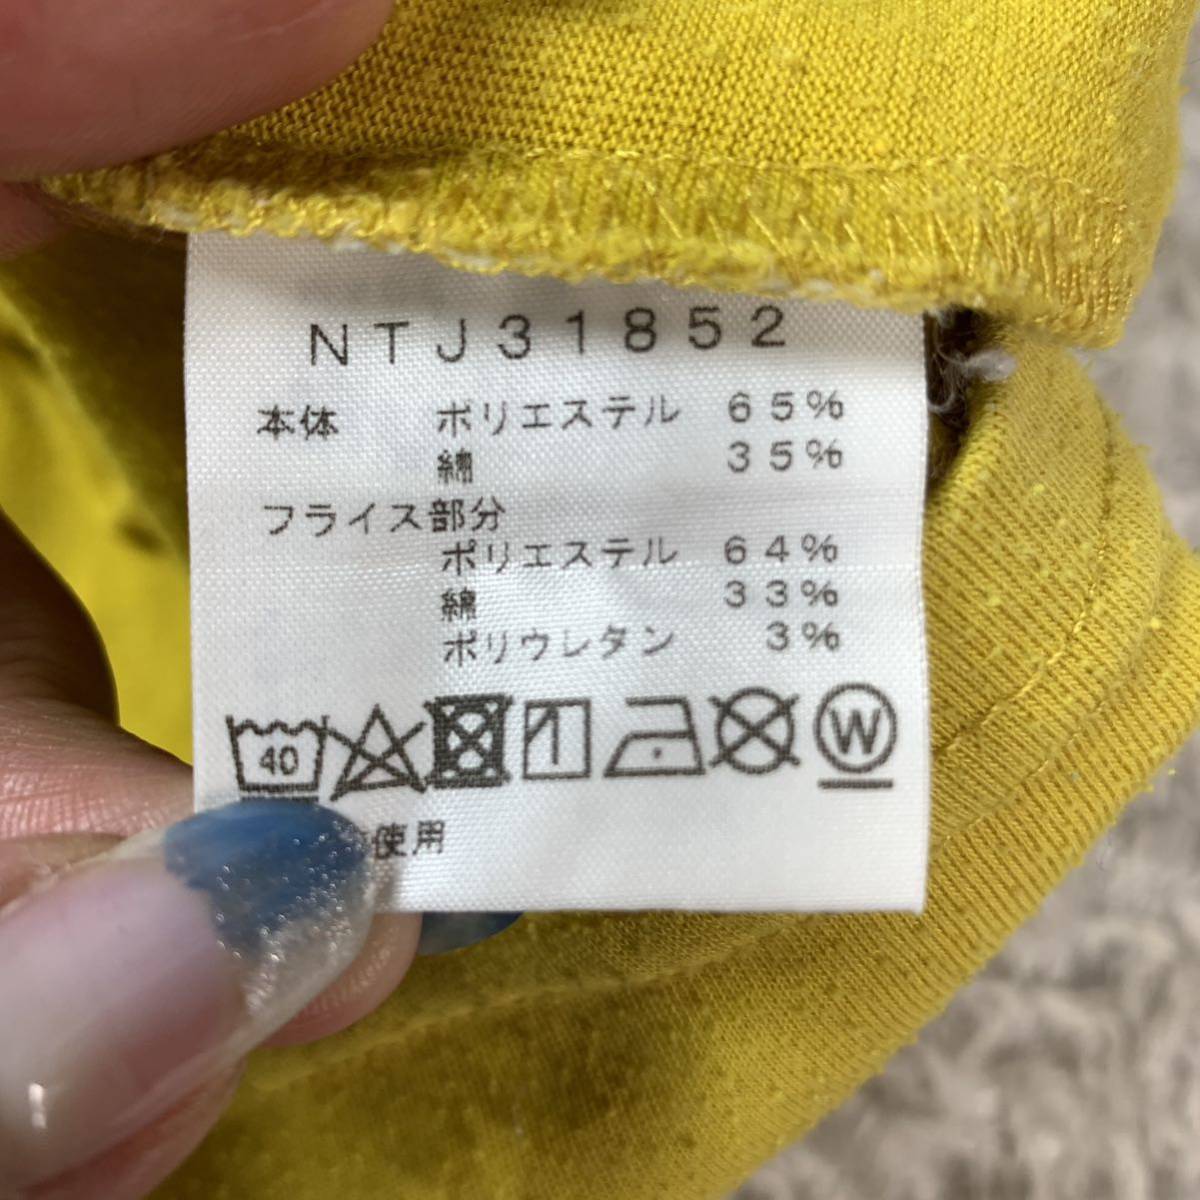 NTJ31852
本体 ポリエステル 65%
綿 35%
フライス部分
ポリエステル 64%
綿 33%
ポリウレタン 3%
40 W
使用